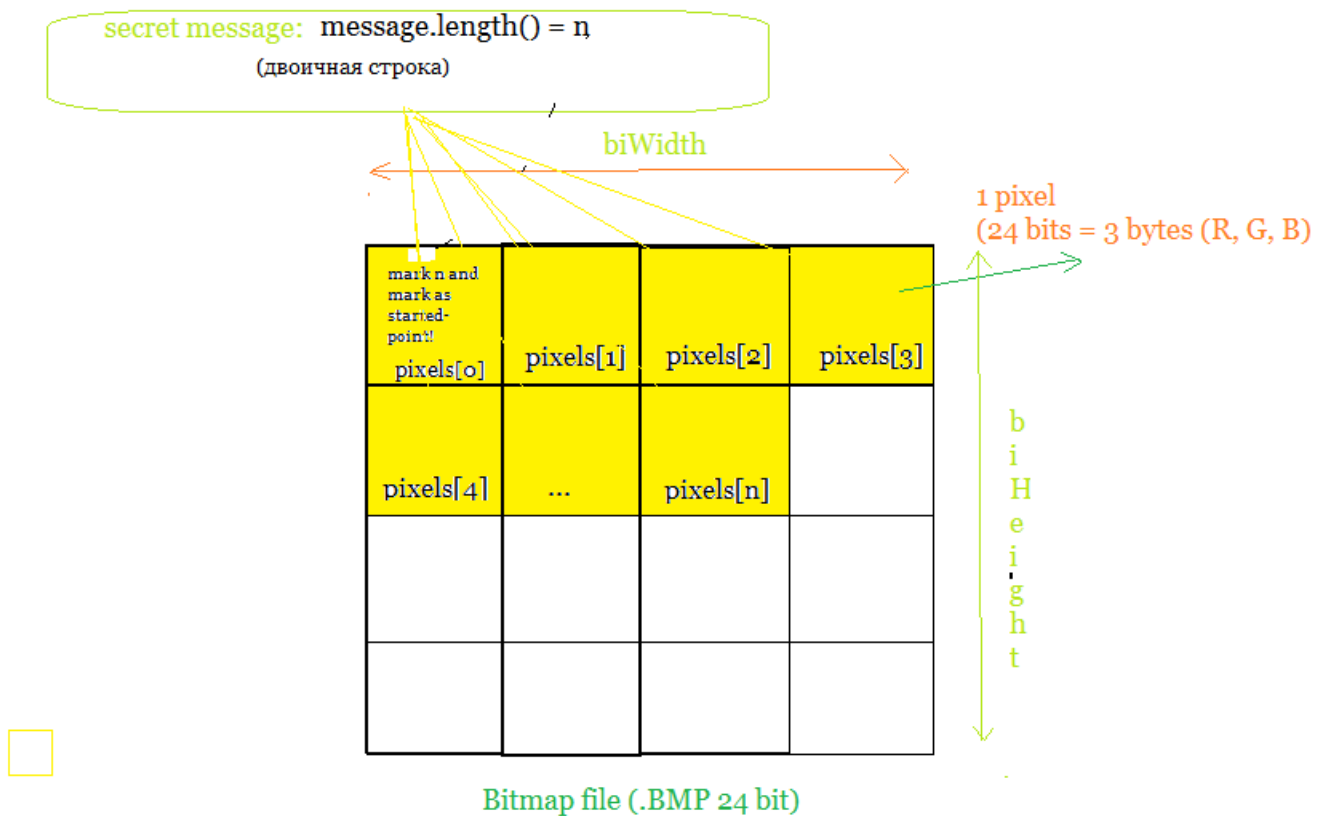 secret message: message.length() = n,
(двоичная строка)
biWidth
1 pixel
(24 bits = 3 bytes (R, G, B)
mark n and
mark as
started-
point!
pixels[0]
pixels[1]
pixels[2]
pixels[3]
pixels[4]
...
pixels[n]
biHeight
Bitmap file (.BMP 24 bit)